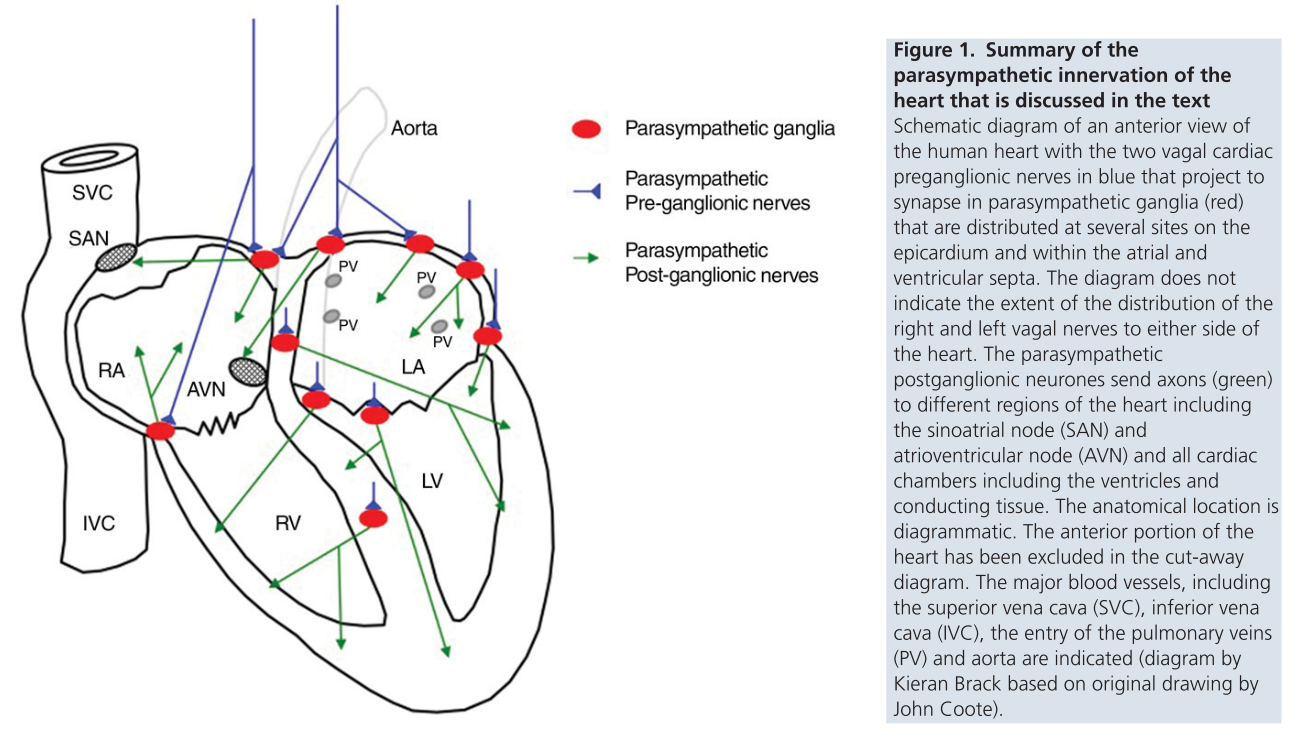 Aorta
SVC
SAN
PV
PV
PV
PV
RA
AVN
LA
LV
RV
IVC
Parasympathetic ganglia
Parasympathetic
Pre-ganglionic nerves
Parasympathetic
Post-ganglionic nerves
Figure 1. Summary of the
parasympathetic innervation of the
heart that is discussed in the text
Schematic diagram of an anterior view of
the human heart with the two vagal cardiac
preganglionic nerves in blue that project to
synapse in parasympathetic ganglia (red)
that are distributed at several sites on the
epicardium and within the atrial and
ventricular septa. The diagram does not
indicate the extent of the distribution of the
right and left vagal nerves to either side of
the heart. The parasympathetic
postganglionic neurones send axons (green)
to different regions of the heart including
the sinoatrial node (SAN) and
atrioventricular node (AVN) and all cardiac
chambers including the ventricles and
conducting tissue. The anatomical location is
diagrammatic. The anterior portion of the
heart has been excluded in the cut-away
diagram. The major blood vessels, including
the superior vena cava (SVC), inferior vena
cava (IVC), the entry of the pulmonary veins
(PV) and aorta are indicated (diagram by
Kieran Brack based on original drawing by
John Coote).